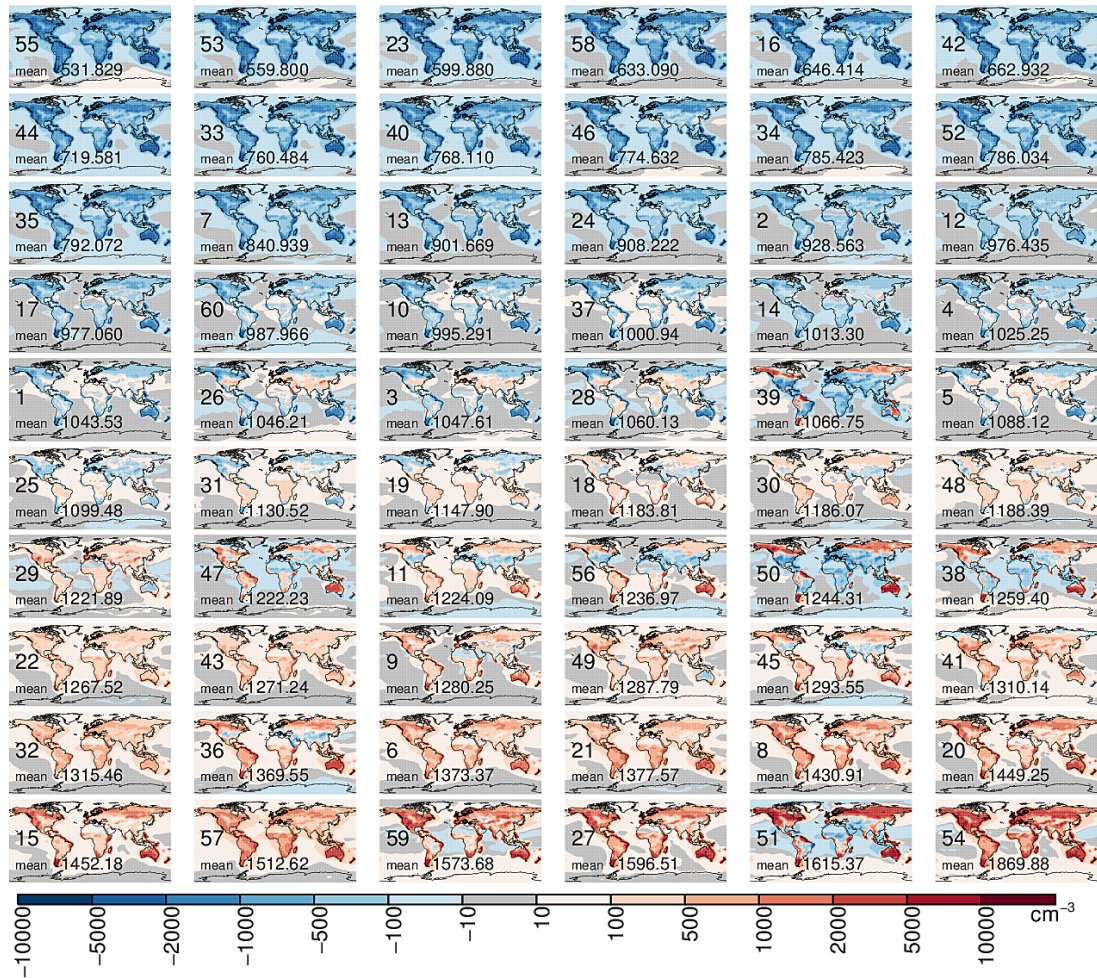 55 53 23 58 16 42
mean 531.829 mean 559.800 mean 599.880 mean 633.090 mean 646.414 mean 662.932
44 33 40 46 34 52
mean 719.581 mean 760.484 mean 768.110 mean 774.632 mean 785.423 mean 786.034
35 7 13 24 2 12
mean 792.072 mean 840.939 mean 901.669 mean 908.222 mean 928.563 mean 976.435
17 60 10 37 14 4
mean 977.060 mean 987.966 mean 995.291 mean 1000.94 mean 1013.30 mean 1025.25
1 26 3 28 39 5
mean 1043.53 mean 1046.21 mean 1047.61 mean 1060.13 mean 1066.75 mean 1088.12
25 31 19 18 30 48
mean 1099.48 mean 1130.52 mean 1147.90 mean 1183.81 mean 1186.07 mean 1188.39
29 47 11 56 50 38
mean 1221.89 mean 1222.23 mean 1224.09 mean 1236.97 mean 1244.31 mean 1259.40
22 43 9 49 45 41
mean 1267.52 mean 1271.24 mean 1280.25 mean 1287.79 mean 1293.55 mean 1310.14
32 36 6 21 8 20
mean 1315.46 mean 1369.55 mean 1373.37 mean 1377.57 mean 1430.91 mean 1449.25
15 57 59 27 51 54
mean 1452.18 mean 1512.62 mean 1573.68 mean 1596.51 mean 1615.37 mean 1869.88
−10000 −5000 −2000 −1000 −500 −100 −10 10 100 500 1000 2000 5000 10000 cm⁻³